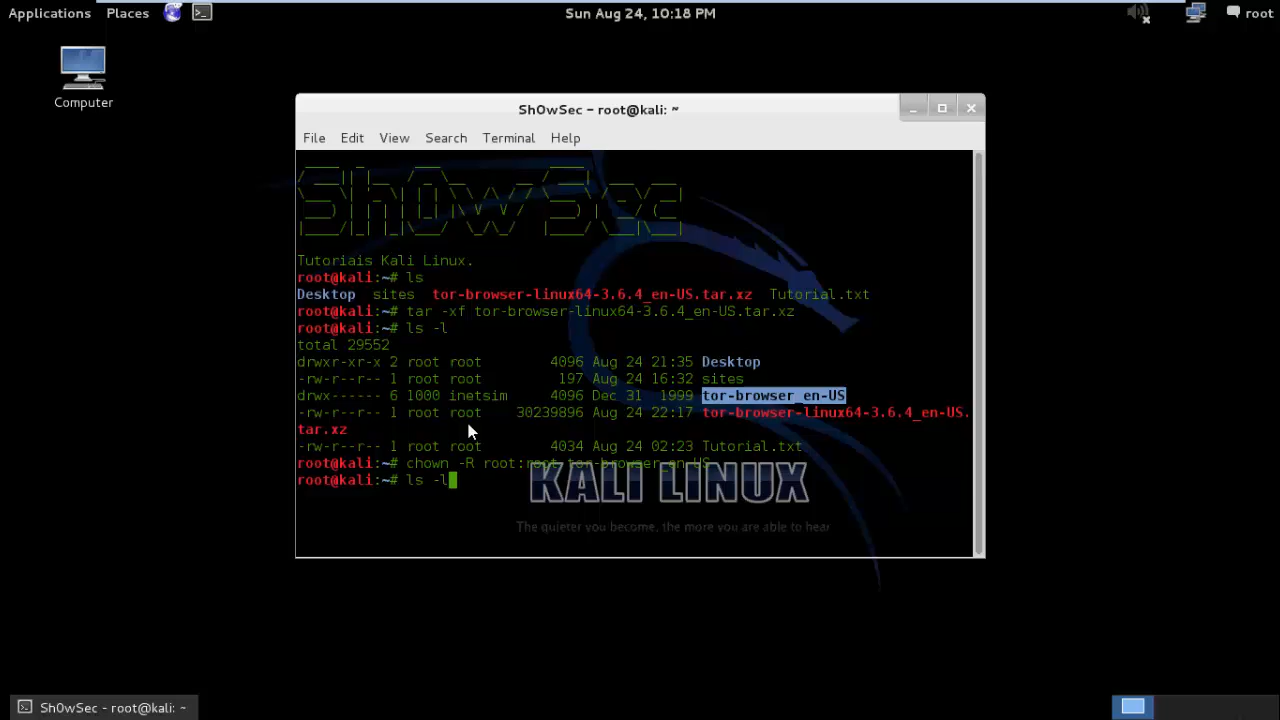 Applications Places Sun Aug 24, 10:18 PM root
Computer
ShOwSec - root@kali: ~
File Edit View Search Terminal Help
Sh0wSec
Tutoriais Kali Linux.
root@kali:~# ls
Desktop sites tor-browser-linux64-3.6.4_en-US.tar.xz Tutorial.txt
root@kali:~# tar -xf tor-browser-linux64-3.6.4_en-US.tar.xz
root@kali:~# ls -l
total 29552
drwxr-xr-x 2 root root 4096 Aug 24 21:35 Desktop
-rw-r--r-- 1 root root 197 Aug 24 16:32 sites
drwx------ 6 1000 inetsim 4096 Dec 31 1999 tor-browser_en-US
-rw-r--r-- 1 root root 30239896 Aug 24 22:17 tor-browser-linux64-3.6.4_en-US.
tar.xz
-rw-r--r-- 1 root root 4034 Aug 24 02:23 Tutorial.txt
root@kali:~# chown -R root:root tor-browser_en-US
root@kali:~# ls -l
KALI LINUX
The quieter you become, the more you are able to hear
ShOwSec - root@kali: ~